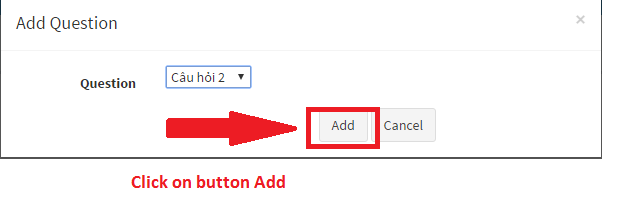 Add Question ×
Question Câu hỏi 2
Add Cancel
Click on button Add